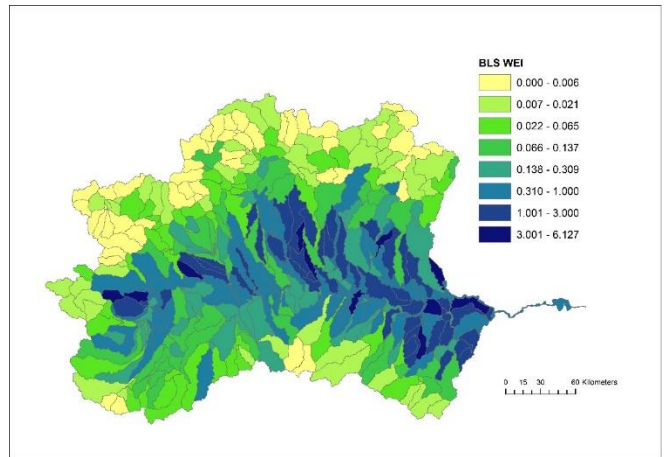 BLS WEI
0.000 - 0.006
0.007 - 0.021
0.022 - 0.065
0.066 - 0.137
0.138 - 0.309
0.310 - 1.000
1.001 - 3.000
3.001 - 6.127
0 15 30 60 Kilometers